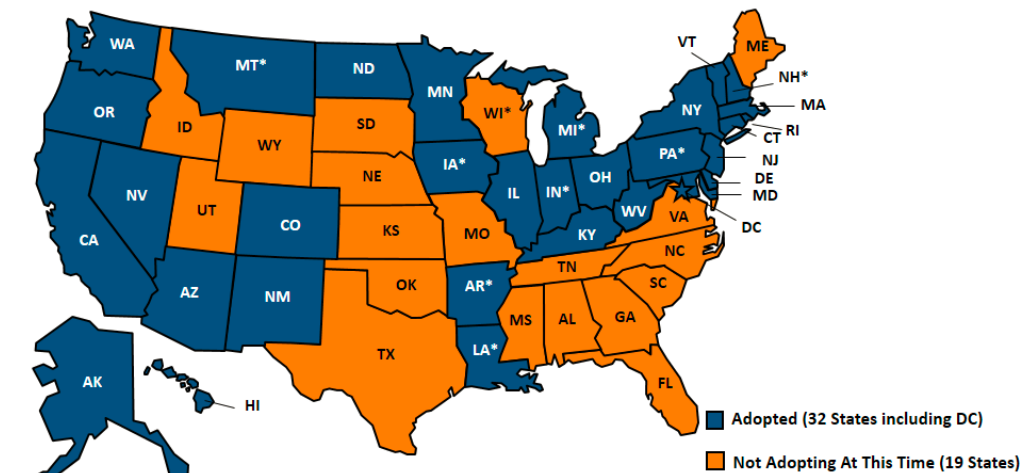 WA
MT*
ND
MN
VT
ME
NH*
OR
ID
WY
SD
WI*
MI*
NY
MA
RI
CT
IA*
NE
PA*
NJ
NV
UT
CO
IL
IN*
OH
DE
MD
WV
VA
DC
CA
KS
MO
KY
NC
AZ
NM
OK
AR*
TN
SC
TX
LA*
MS
AL
GA
FL
AK
HI
Adopted (32 States including DC)
Not Adopting At This Time (19 States)